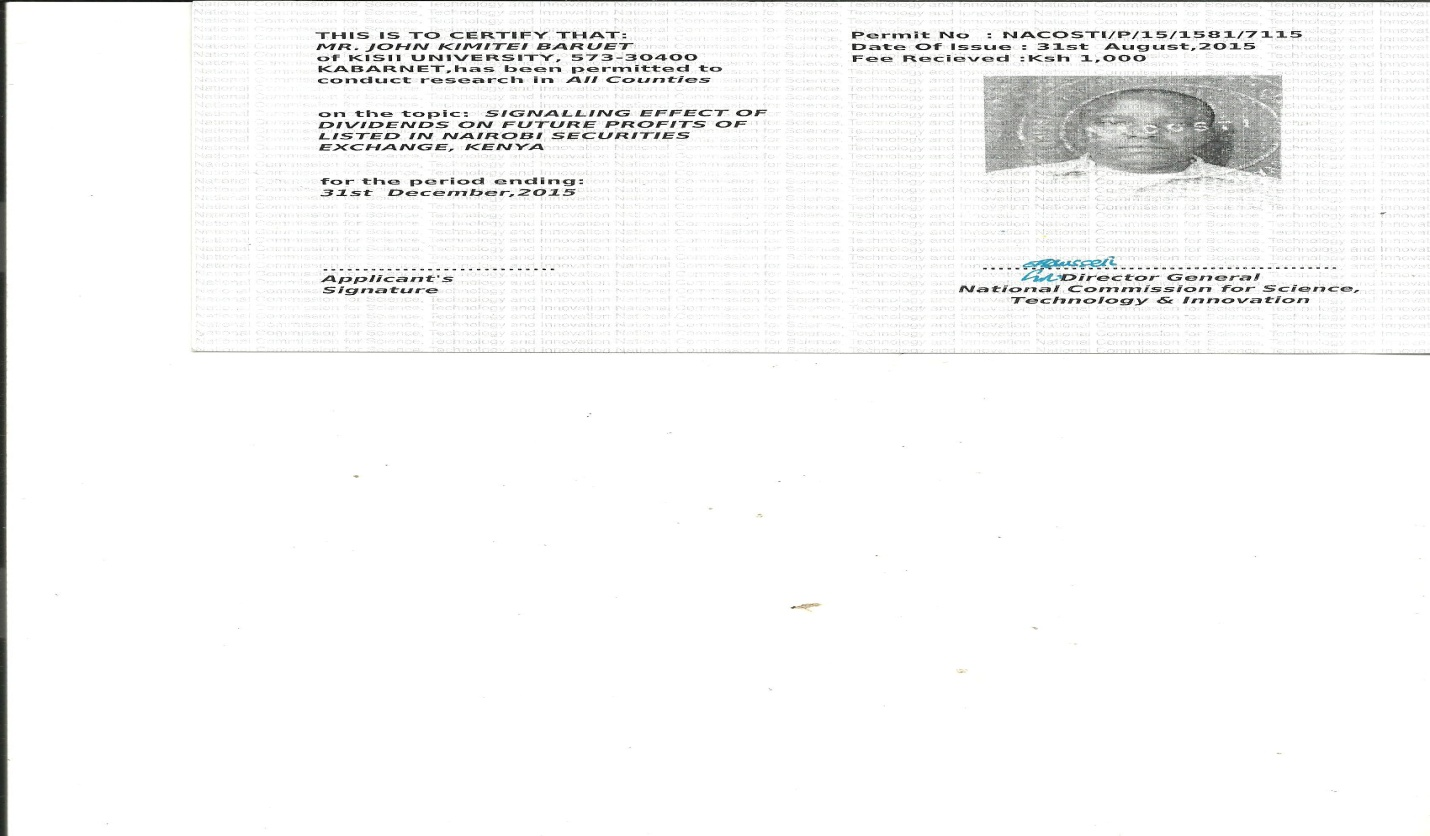 THIS IS TO CERTIFY THAT:
MR. JOHN KIMITEI BARUET
of KISII UNIVERSITY, 573-30400
KABARNET,has been permitted to
conduct research in All Counties
on the topic: SIGNALLING EFFECT OF
DIVIDENDS ON FUTURE PROFITS OF
LISTED IN NAIROBI SECURITIES
EXCHANGE, KENYA
for the period ending:
31st December,2015
Applicant's
Signature
Permit No : NACOSTI/P/15/1581/7115
Date Of Issue : 31st August,2015
Fee Recieved :Ksh 1,000
NACOSTI
Director General
National Commission for Science,
Technology & Innovation